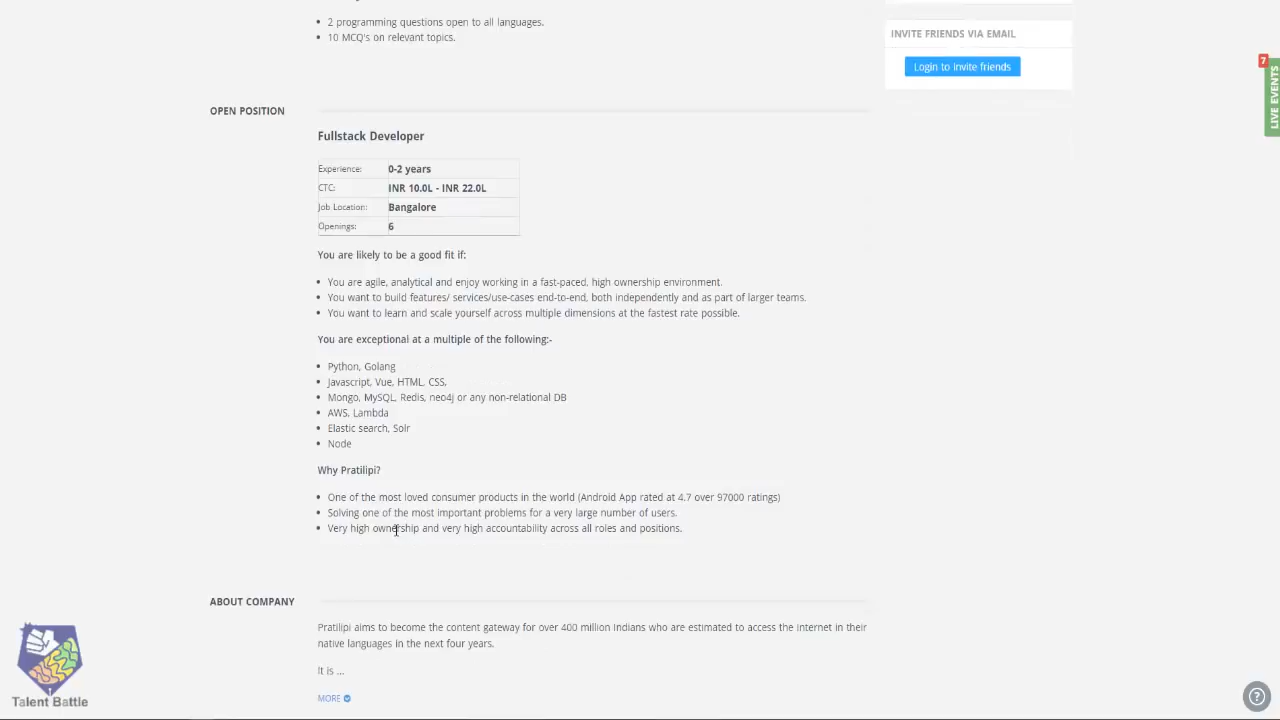 2 programming questions open to all languages.
10 MCQ's on relevant topics.
INVITE FRIENDS VIA EMAIL
Login to invite friends
7
LIVE EVENTS
OPEN POSITION
Fullstack Developer
Experience: 0-2 years
CTC: INR 10.0L - INR 22.0L
Job Location: Bangalore
Openings: 6
You are likely to be a good fit if:
You are agile, analytical and enjoy working in a fast-paced, high ownership environment.
You want to build features/ services/use-cases end-to-end, both independently and as part of larger teams.
You want to learn and scale yourself across multiple dimensions at the fastest rate possible.
You are exceptional at a multiple of the following:-
Python, Golang
Javascript, Vue, HTML, CSS,
Mongo, MySQL, Redis, neo4j or any non-relational DB
AWS, Lambda
Elastic search, Solr
Node
Why Pratilipi?
One of the most loved consumer products in the world (Android App rated at 4.7 over 97000 ratings)
Solving one of the most important problems for a very large number of users.
Very high ownership and very high accountability across all roles and positions.
ABOUT COMPANY
Pratilipi aims to become the content gateway for over 400 million Indians who are estimated to access the Internet in their
native languages in the next four years.
It is ...
MORE
Talent Battle